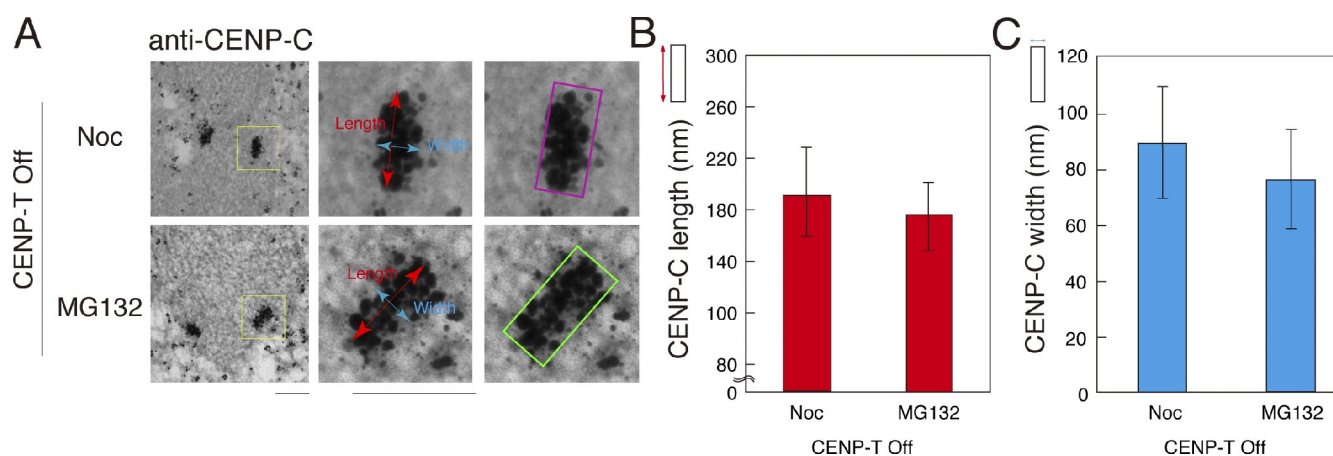 A
anti-CENP-C
CENP-T Off
Noc
MG132
Length
Width
Length
Width
B
CENP-C length (nm)
300
260
220
180
140
100
80
0
Noc
MG132
CENP-T Off
C
CENP-C width (nm)
120
100
80
60
40
20
0
Noc
MG132
CENP-T Off